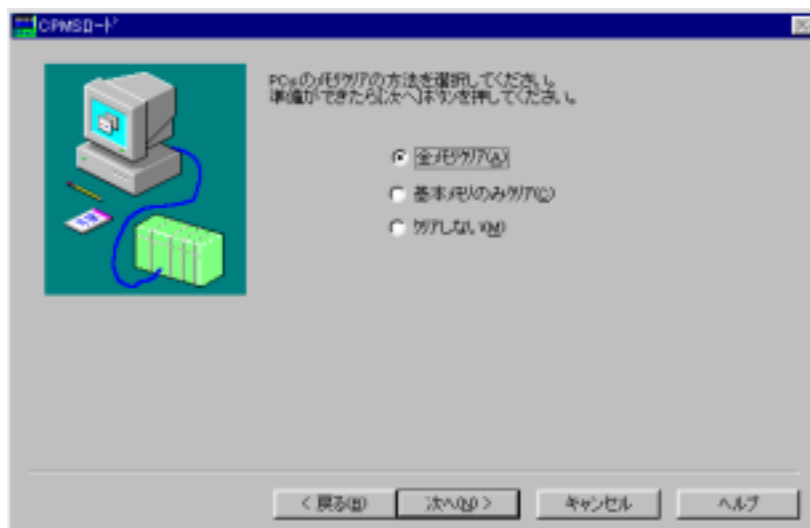 CPMSﾛｰﾄﾞ
PCsのﾒﾓﾘｸﾘｱの方法を選択してください。
準備ができたら[次へ]ﾎﾞﾀﾝを押してください。
全ﾒﾓﾘｸﾘｱ(A)
基本ﾒﾓﾘのみｸﾘｱ(C)
ｸﾘｱしない(M)
< 戻る(B)
次へ(N) >
キャンセル
ヘルプ